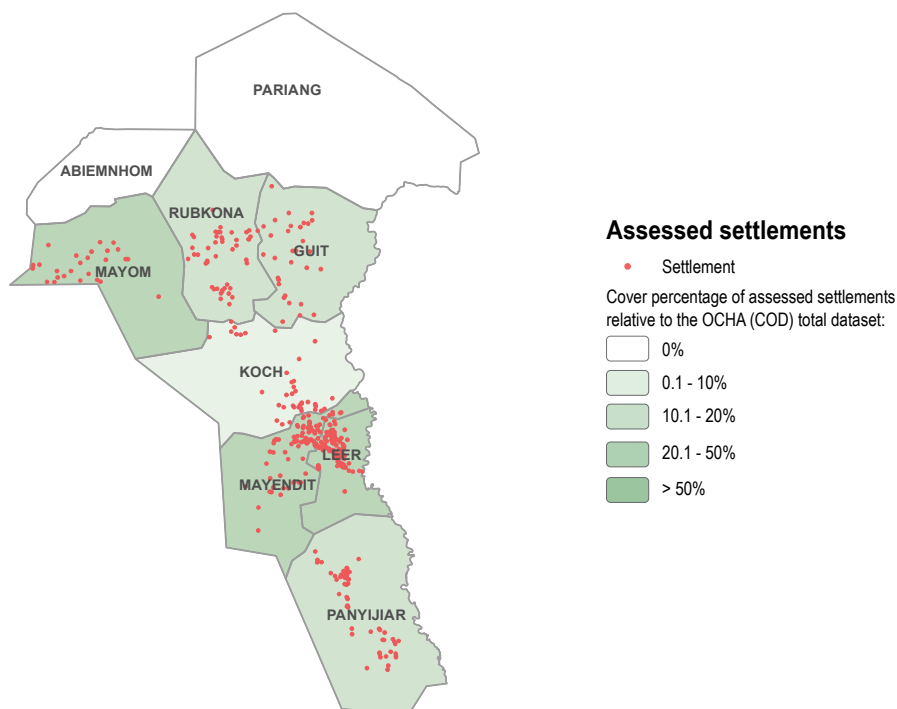 PARIANG
ABIEMNHOM
RUBKONA
GUIT
MAYOM
KOCH
LEER
MAYENDIT
PANYIJIAR
Assessed settlements
Settlement
Cover percentage of assessed settlements
relative to the OCHA (COD) total dataset:
0%
0.1 - 10%
10.1 - 20%
20.1 - 50%
> 50%